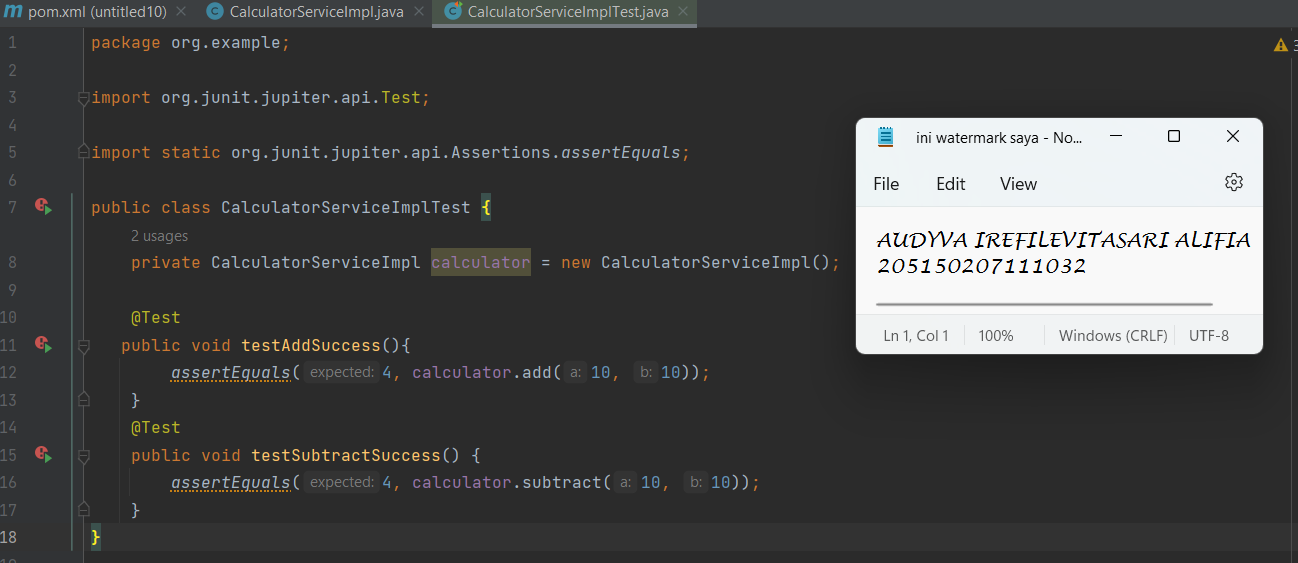 pom.xml (untitled10)
CalculatorServiceImpl.java
CalculatorServiceImplTest.java
1 package org.example;
2
3 import org.junit.jupiter.api.Test;
4
5 import static org.junit.jupiter.api.Assertions.assertEquals;
6
7 public class CalculatorServiceImplTest {
2 usages
8 private CalculatorServiceImpl calculator = new CalculatorServiceImpl();
9
10 @Test
11 public void testAddSuccess(){
12 assertEquals( expected: 4, calculator.add( a: 10, b: 10));
13 }
14 @Test
15 public void testSubtractSuccess() {
16 assertEquals( expected: 4, calculator.subtract( a: 10, b: 10));
17 }
18 }
ini watermark saya - No...
File Edit View
AUDYVA IREFILEVITASARI ALIFIA
205150207111032
Ln 1, Col 1 100% Windows (CRLF) UTF-8